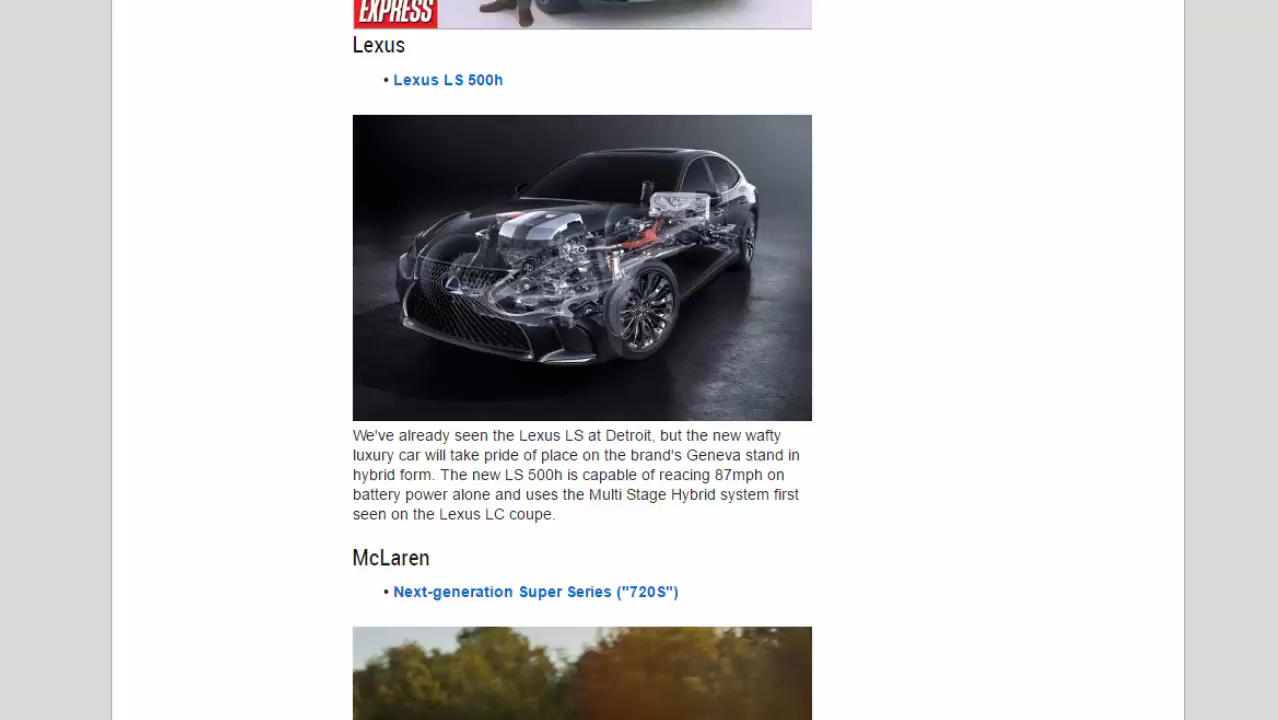 EXPRESS
Lexus
• Lexus LS 500h
We've already seen the Lexus LS at Detroit, but the new wafty
luxury car will take pride of place on the brand's Geneva stand in
hybrid form. The new LS 500h is capable of reacing 87mph on
battery power alone and uses the Multi Stage Hybrid system first
seen on the Lexus LC coupe.
McLaren
• Next-generation Super Series ("720S")